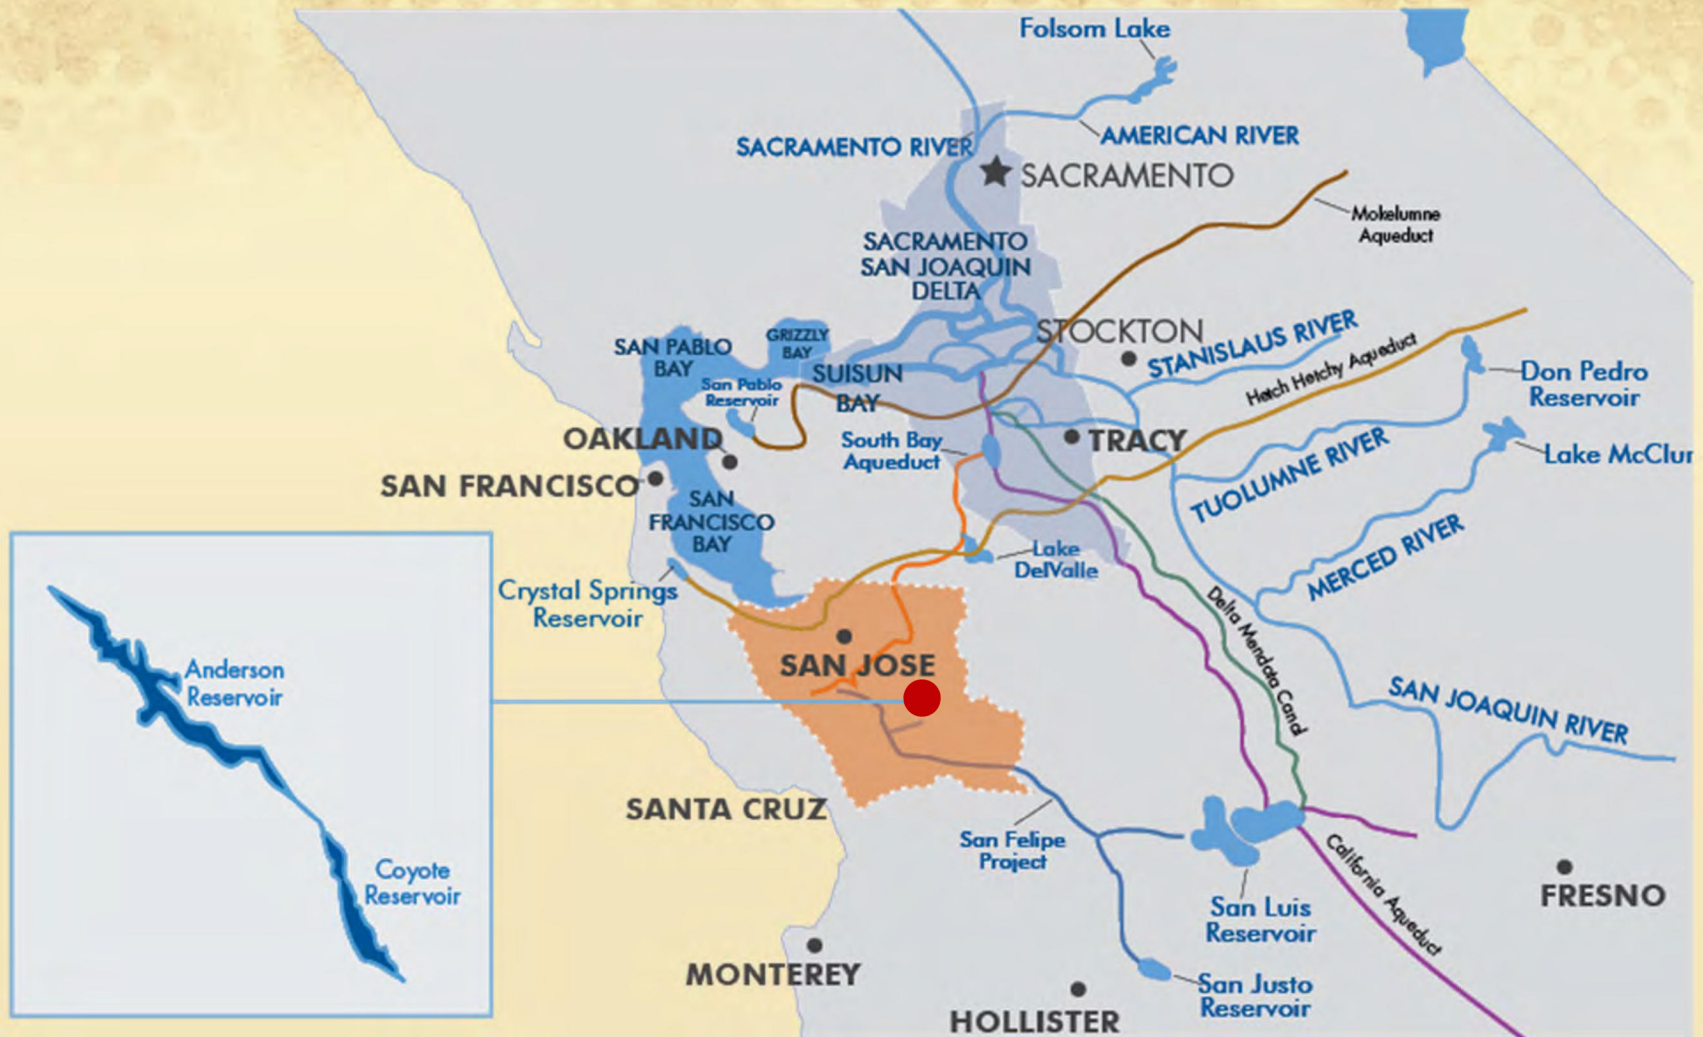 Folsom Lake
SACRAMENTO RIVER
AMERICAN RIVER
SACRAMENTO
Mokelumne
Aqueduct
SACRAMENTO
SAN JOAQUIN
DELTA
STOCKTON
STANISLAUS RIVER
Hetch Hetchy Aqueduct
SAN PABLO
BAY
GRIZZLY
BAY
SUISUN
BAY
San Pablo
Reservoir
Don Pedro
Reservoir
OAKLAND
South Bay
Aqueduct
TRACY
Lake McClur
SAN FRANCISCO
TUOLUMNE RIVER
SAN
FRANCISCO
BAY
MERCED RIVER
Lake
DelValle
Crystal Springs
Reservoir
Delta Mendata Canal
SAN JOSE
Anderson
Reservoir
SAN JOAQUIN RIVER
SANTA CRUZ
San Felipe
Project
California Aqueduct
Coyote
Reservoir
FRESNO
San Luis
Reservoir
MONTEREY
San Justo
Reservoir
HOLLISTER